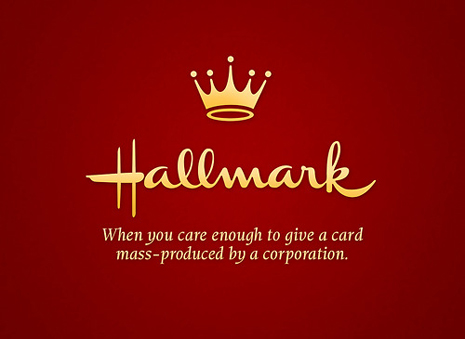 Hallmark
When you care enough to give a card
mass-produced by a corporation.